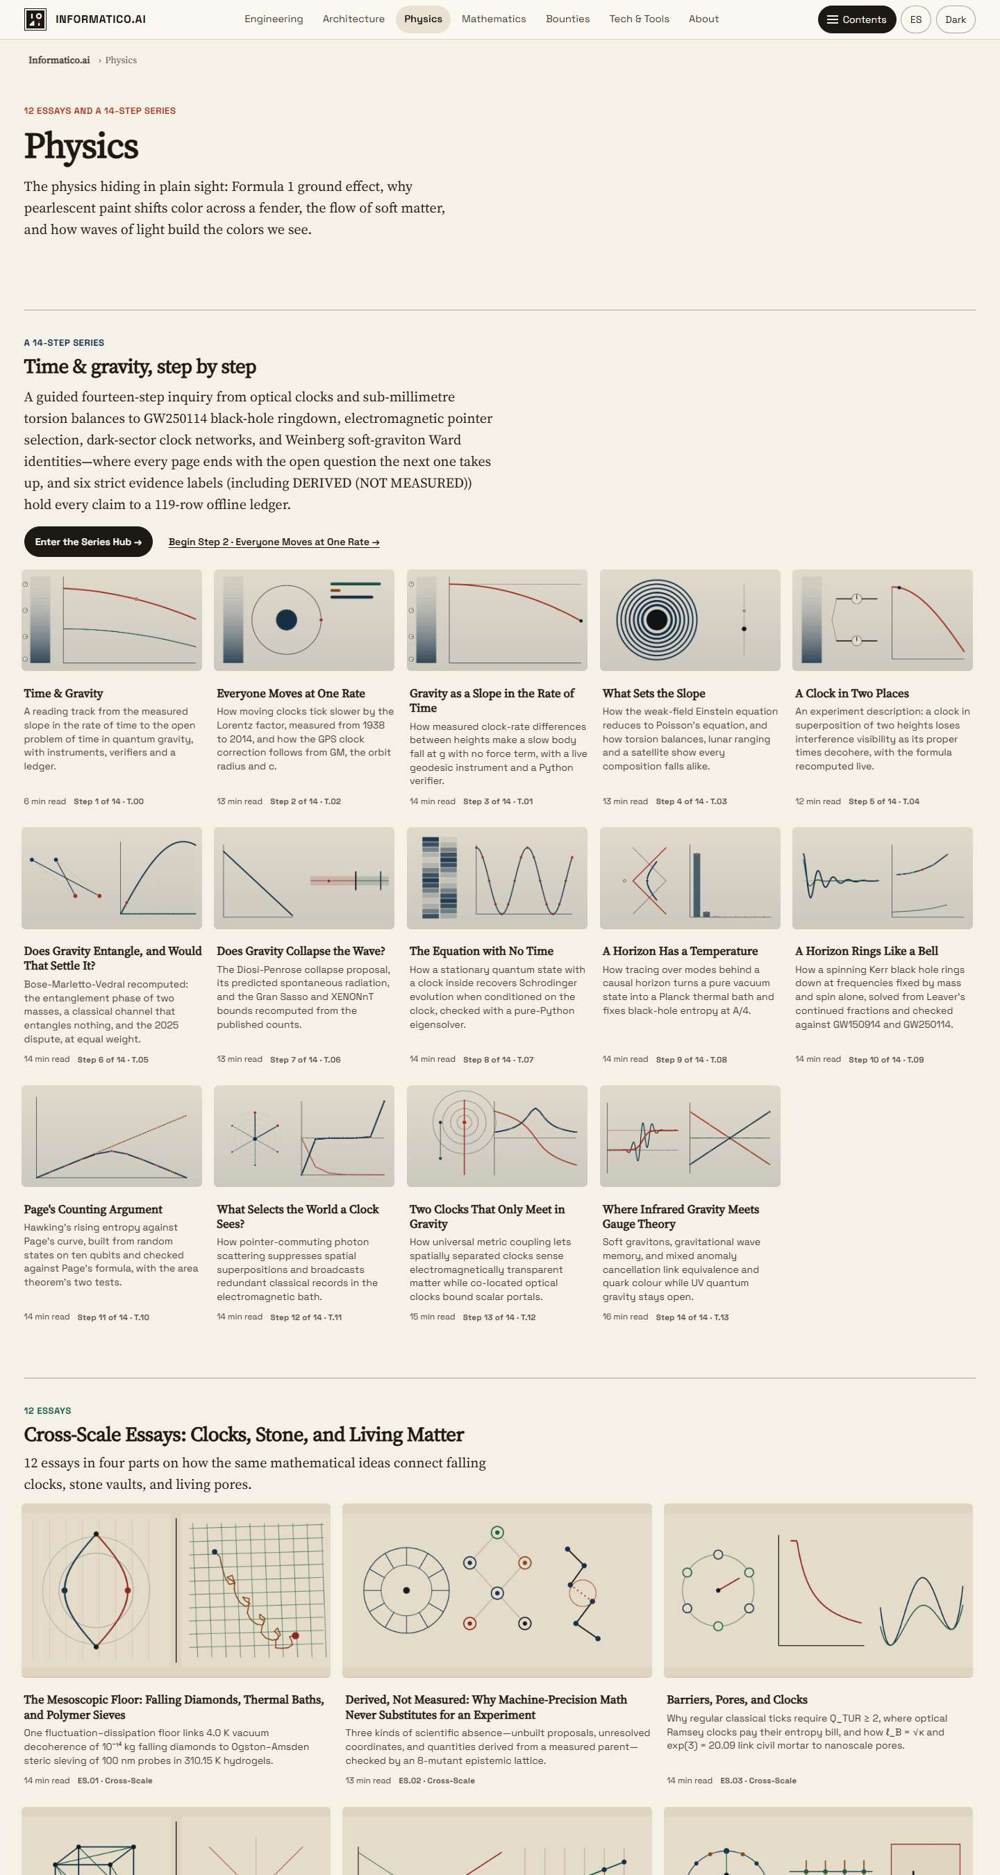 INFORMATICO.AI
Engineering
Architecture
Physics
Mathematics
Bounties
Tech & Tools
About
Contents
ES
Dark
Informatico.ai › Physics
12 ESSAYS AND A 14-STEP SERIES
Physics
The physics hiding in plain sight: Formula 1 ground effect, why
pearlescent paint shifts color across a fender, the flow of soft matter,
and how waves of light build the colors we see.
A 14-STEP SERIES
Time & gravity, step by step
A guided fourteen-step inquiry from optical clocks and sub-millimetre
torsion balances to GW250114 black-hole ringdown, electromagnetic pointer
selection, dark-sector clock networks, and Weinberg soft-graviton Ward
identities—where every page ends with the open question the next one takes
up, and six strict evidence labels (including DERIVED (NOT MEASURED))
hold every claim to a 119-row offline ledger.
Enter the Series Hub →
Begin Step 2 · Everyone Moves at One Rate →
Time & Gravity
A reading track from the measured
slope in the rate of time to the open
problem of time in quantum gravity,
with instruments, verifiers and a
ledger.
6 min read Step 1 of 14 · T.00
Everyone Moves at One Rate
How moving clocks tick slower by the
Lorentz factor, measured from 1938
to 2014, and how the GPS clock
correction follows from GM, the orbit
radius and c.
13 min read Step 2 of 14 · T.02
Gravity as a Slope in the Rate of
Time
How measured clock-rate differences
between heights make a slow body
fall at g with no force term, with a live
geodesic instrument and a Python
verifier.
14 min read Step 3 of 14 · T.01
What Sets the Slope
How the weak-field Einstein equation
reduces to Poisson's equation, and
how torsion balances, lunar ranging
and a satellite show every
composition falls alike.
13 min read Step 4 of 14 · T.03
A Clock in Two Places
An experiment description: a clock in
superposition of two heights loses
interference visibility as its proper
times decohere, with the formula
recomputed live.
12 min read Step 5 of 14 · T.04
Does Gravity Entangle, and Would
That Settle It?
Bose-Marletto-Vedral recomputed:
the entanglement phase of two
masses, a classical channel that
entangles nothing, and the 2025
dispute, at equal weight.
14 min read Step 6 of 14 · T.05
Does Gravity Collapse the Wave?
The Diosi-Penrose collapse proposal,
its predicted spontaneous radiation,
and the Gran Sasso and XENONnT
bounds recomputed from the
published counts.
13 min read Step 7 of 14 · T.06
The Equation with No Time
How a stationary quantum state with
a clock inside recovers Schrodinger
evolution when conditioned on the
clock, checked with a pure-Python
eigensolver.
14 min read Step 8 of 14 · T.07
A Horizon Has a Temperature
How tracing over modes behind a
causal horizon turns a pure vacuum
state into a Planck thermal bath and
fixes black-hole entropy at A/4.
14 min read Step 9 of 14 · T.08
A Horizon Rings Like a Bell
How a spinning Kerr black hole rings
down at frequencies fixed by mass
and spin alone, solved from Leaver's
continued fractions and checked
against GW150914 and GW250114.
14 min read Step 10 of 14 · T.09
Page's Counting Argument
Hawking's rising entropy against
Page's curve, built from random
states on ten qubits and checked
against Page's formula, with the area
theorem's two tests.
14 min read Step 11 of 14 · T.10
What Selects the World a Clock
Sees?
How pointer-commuting photon
scattering suppresses spatial
superpositions and broadcasts
redundant classical records in the
electromagnetic bath.
14 min read Step 12 of 14 · T.11
Two Clocks That Only Meet in
Gravity
How universal metric coupling lets
spatially separated clocks sense
electromagnetically transparent
matter while co-located optical
clocks bound scalar portals.
15 min read Step 13 of 14 · T.12
Where Infrared Gravity Meets
Gauge Theory
Soft gravitons, gravitational wave
memory, and mixed anomaly
cancellation link equivalence and
quark colour while UV quantum
gravity stays open.
16 min read Step 14 of 14 · T.13
12 ESSAYS
Cross-Scale Essays: Clocks, Stone, and Living Matter
12 essays in four parts on how the same mathematical ideas connect falling
clocks, stone vaults, and living pores.
The Mesoscopic Floor: Falling Diamonds, Thermal Baths,
and Polymer Sieves
One fluctuation–dissipation floor links 4.0 K vacuum
decoherence of 10⁻¹⁴ kg falling diamonds to Ogston–Amsden
steric sieving of 100 nm probes in 310.15 K hydrogels.
14 min read ES.01 · Cross-Scale
Derived, Not Measured: Why Machine-Precision Math
Never Substitutes for an Experiment
Three kinds of scientific absence—unbuilt proposals, unresolved
coordinates, and quantities derived from a measured parent—
checked by an 8-mutant epistemic lattice.
13 min read ES.02 · Cross-Scale
Barriers, Pores, and Clocks
Why regular classical ticks require Q_TUR ≥ 2, where optical
Ramsey clocks pay their entropy bill, and how ℓ_B = √κ and
exp(3) = 20.09 link civil mortar to nanoscale pores.
14 min read ES.03 · Cross-Scale